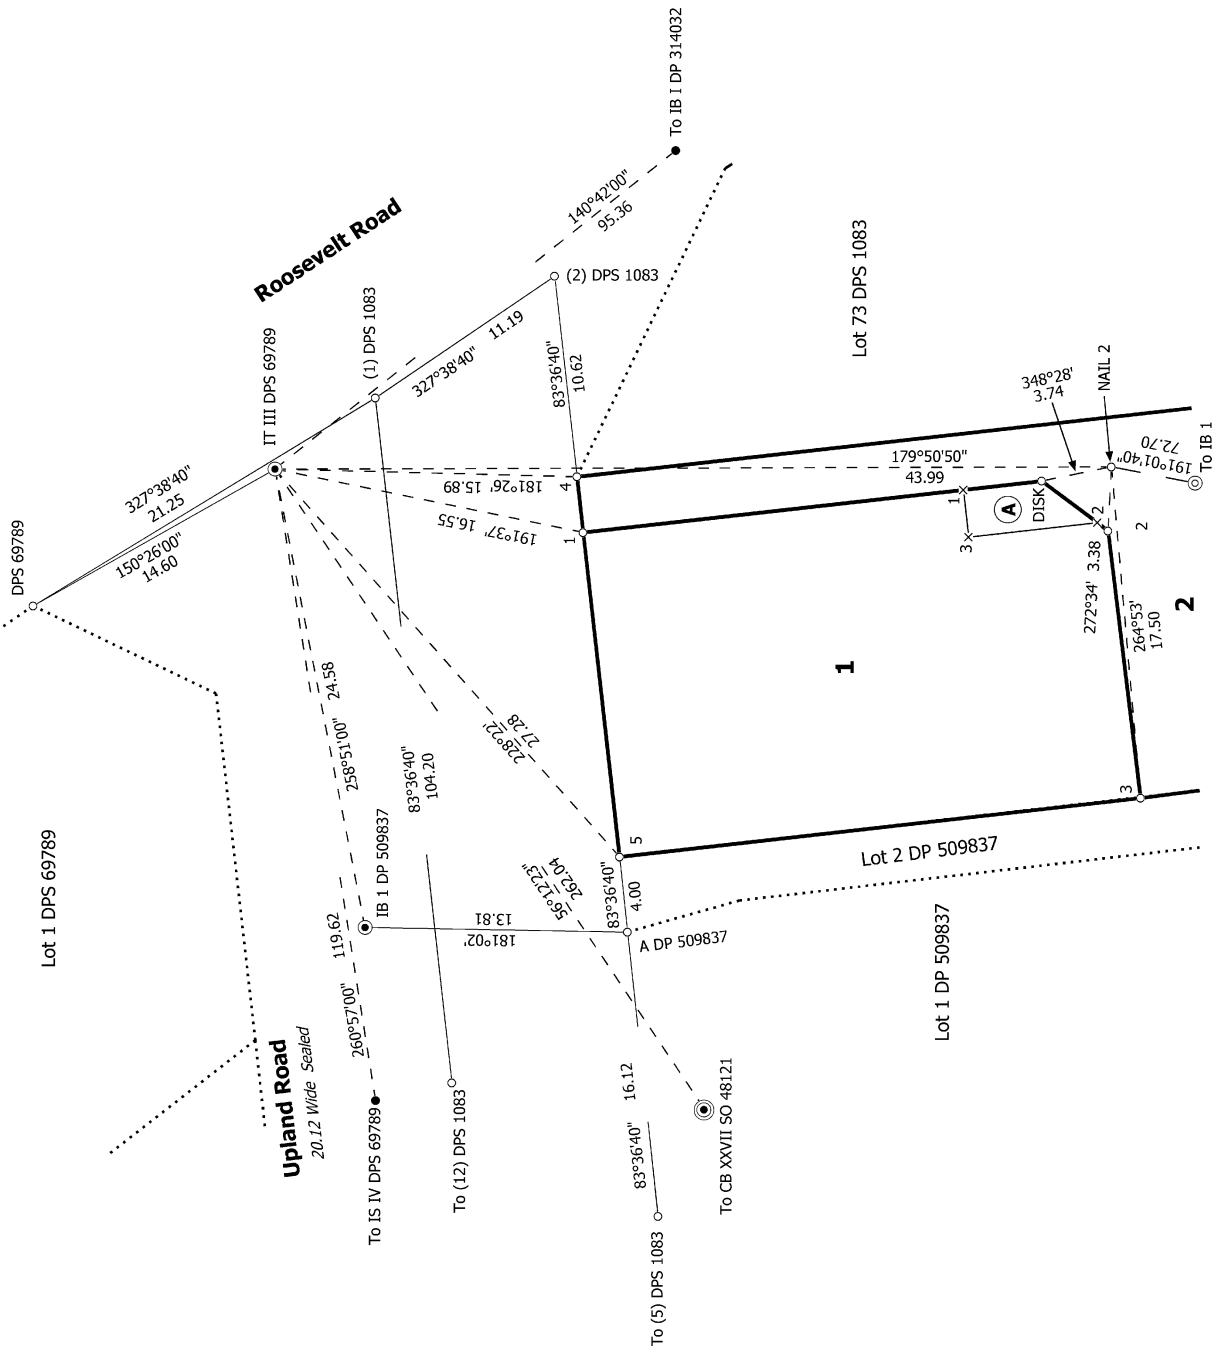 DPS 69789
327°38'40"
21.25
150°26'00"
14.60
IT III DPS 69789
Roosevelt Road
(1) DPS 1083
327°38'40"
11.19
(2) DPS 1083
140°42'00"
95.36
To IB I DP 314032
83°36'40"
10.62
Lot 73 DPS 1083
Lot 1 DPS 69789
258°51'00"
24.58
260°57'00"
119.62
IB 1 DP 509837
Upland Road
20.12 Wide Sealed
To IS IV DPS 69789
To (12) DPS 1083
83°36'40"
104.20
181°02'
13.81
228°22'
27.28
191°37' 16.55
181°26' 15.89
179°50'50"
43.99
56°12'23"
262.04
83°36'40"
4.00
A DP 509837
83°36'40"
16.12
To (5) DPS 1083
To CB XXVII SO 48121
Lot 1 DP 509837
Lot 2 DP 509837
1
4
5
3
1
3
2
2
A
DISK
1
2
272°34' 3.38
264°53'
17.50
348°28'
3.74
NAIL 2
191°01'40"
72.70
To IB 1